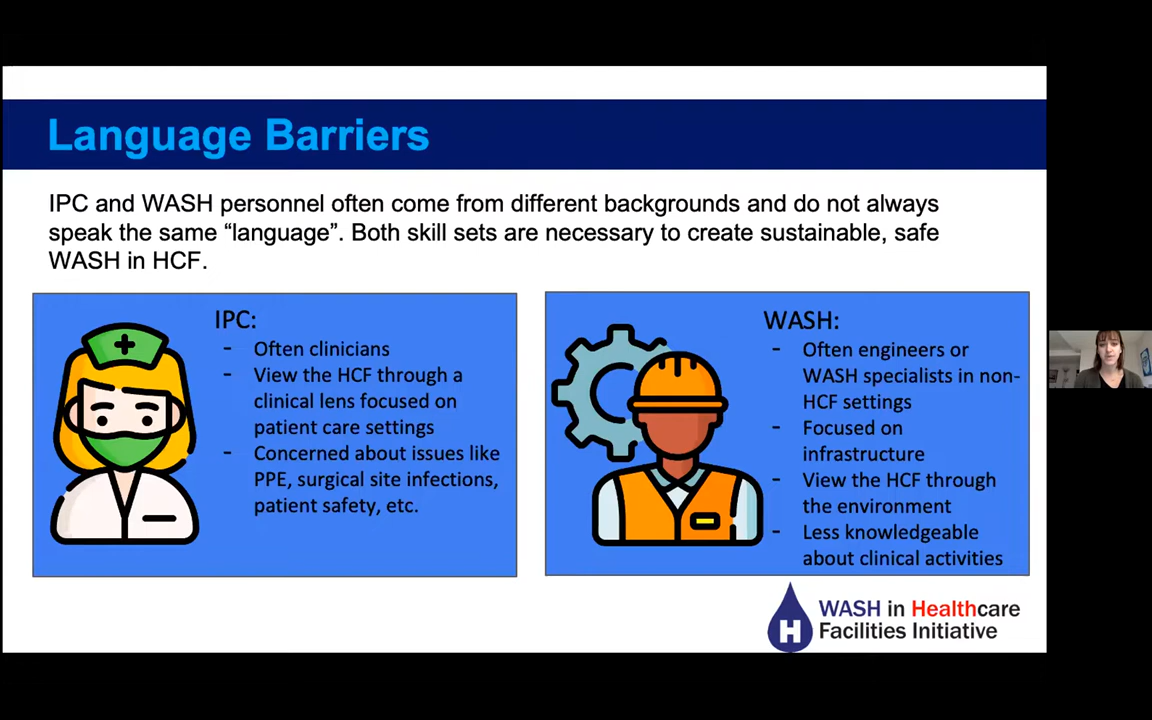 Language Barriers
IPC and WASH personnel often come from different backgrounds and do not always
speak the same “language”. Both skill sets are necessary to create sustainable, safe
WASH in HCF.
IPC:
- Often clinicians
- View the HCF through a
clinical lens focused on
patient care settings
- Concerned about issues like
PPE, surgical site infections,
patient safety, etc.
WASH:
- Often engineers or
WASH specialists in non-
HCF settings
- Focused on
infrastructure
- View the HCF through
the environment
- Less knowledgeable
about clinical activities
H
WASH in Healthcare
Facilities Initiative